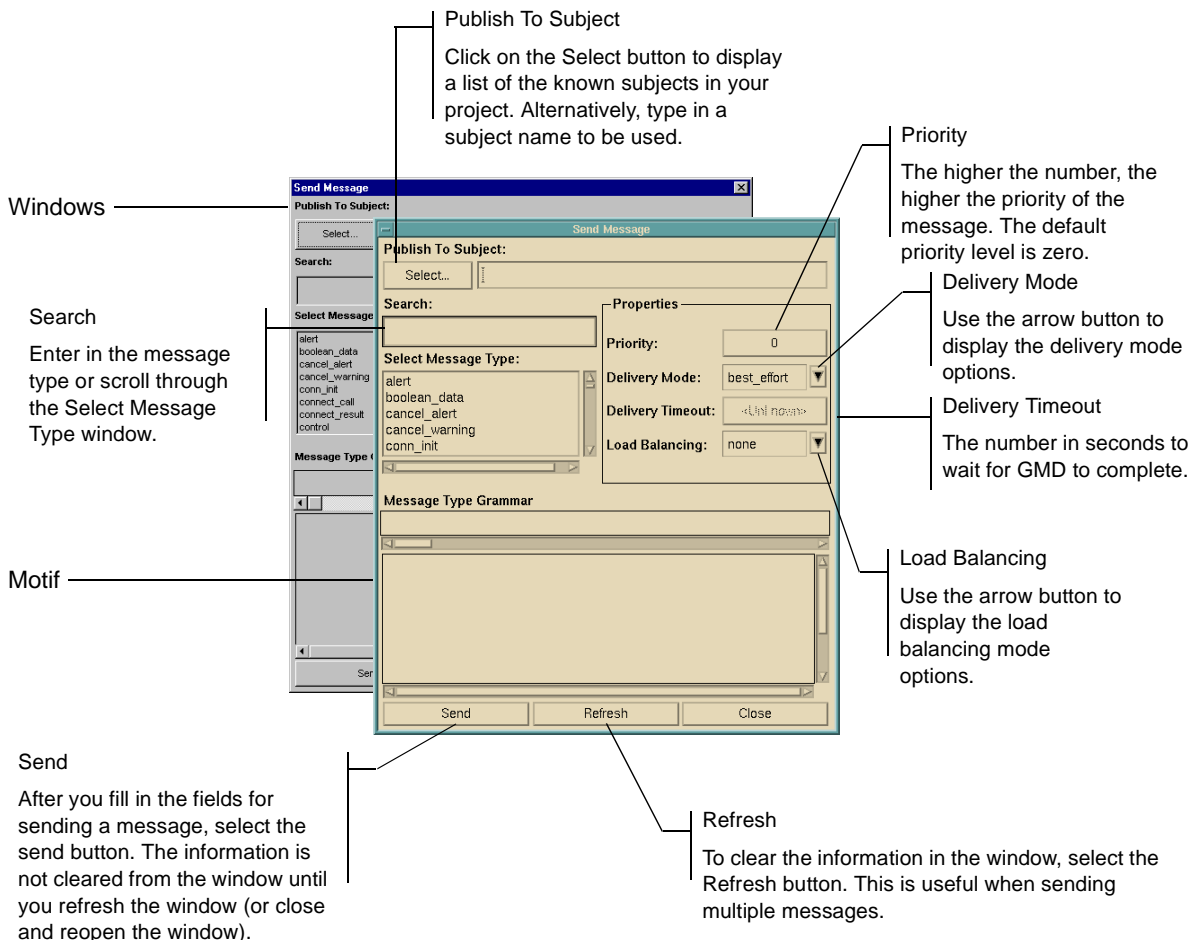 Publish To Subject
Click on the Select button to display
a list of the known subjects in your
project. Alternatively, type in a
subject name to be used.
Priority
The higher the number, the
higher the priority of the
message. The default
priority level is zero.
Windows
Send Message
Publish To Subject:
Select...
Search:
Select Message
alert
boolean_data
cancel_alert
cancel_warning
conn_init
connect_call
connect_result
control
Message Type
Send Message
Publish To Subject:
Select...
Search:
Select Message Type:
alert
boolean_data
cancel_alert
cancel_warning
conn_init
Properties
Priority: 0
Delivery Mode: best_effort
Delivery Timeout:
Load Balancing: none
Message Type Grammar
Send Refresh Close
Search
Enter in the message
type or scroll through
the Select Message
Type window.
Delivery Mode
Use the arrow button to
display the delivery mode
options.
Delivery Timeout
The number in seconds to
wait for GMD to complete.
Motif
Load Balancing
Use the arrow button to
display the load
balancing mode
options.
Send
After you fill in the fields for
sending a message, select the
send button. The information is
not cleared from the window until
you refresh the window (or close
and reopen the window).
Refresh
To clear the information in the window, select the
Refresh button. This is useful when sending
multiple messages.